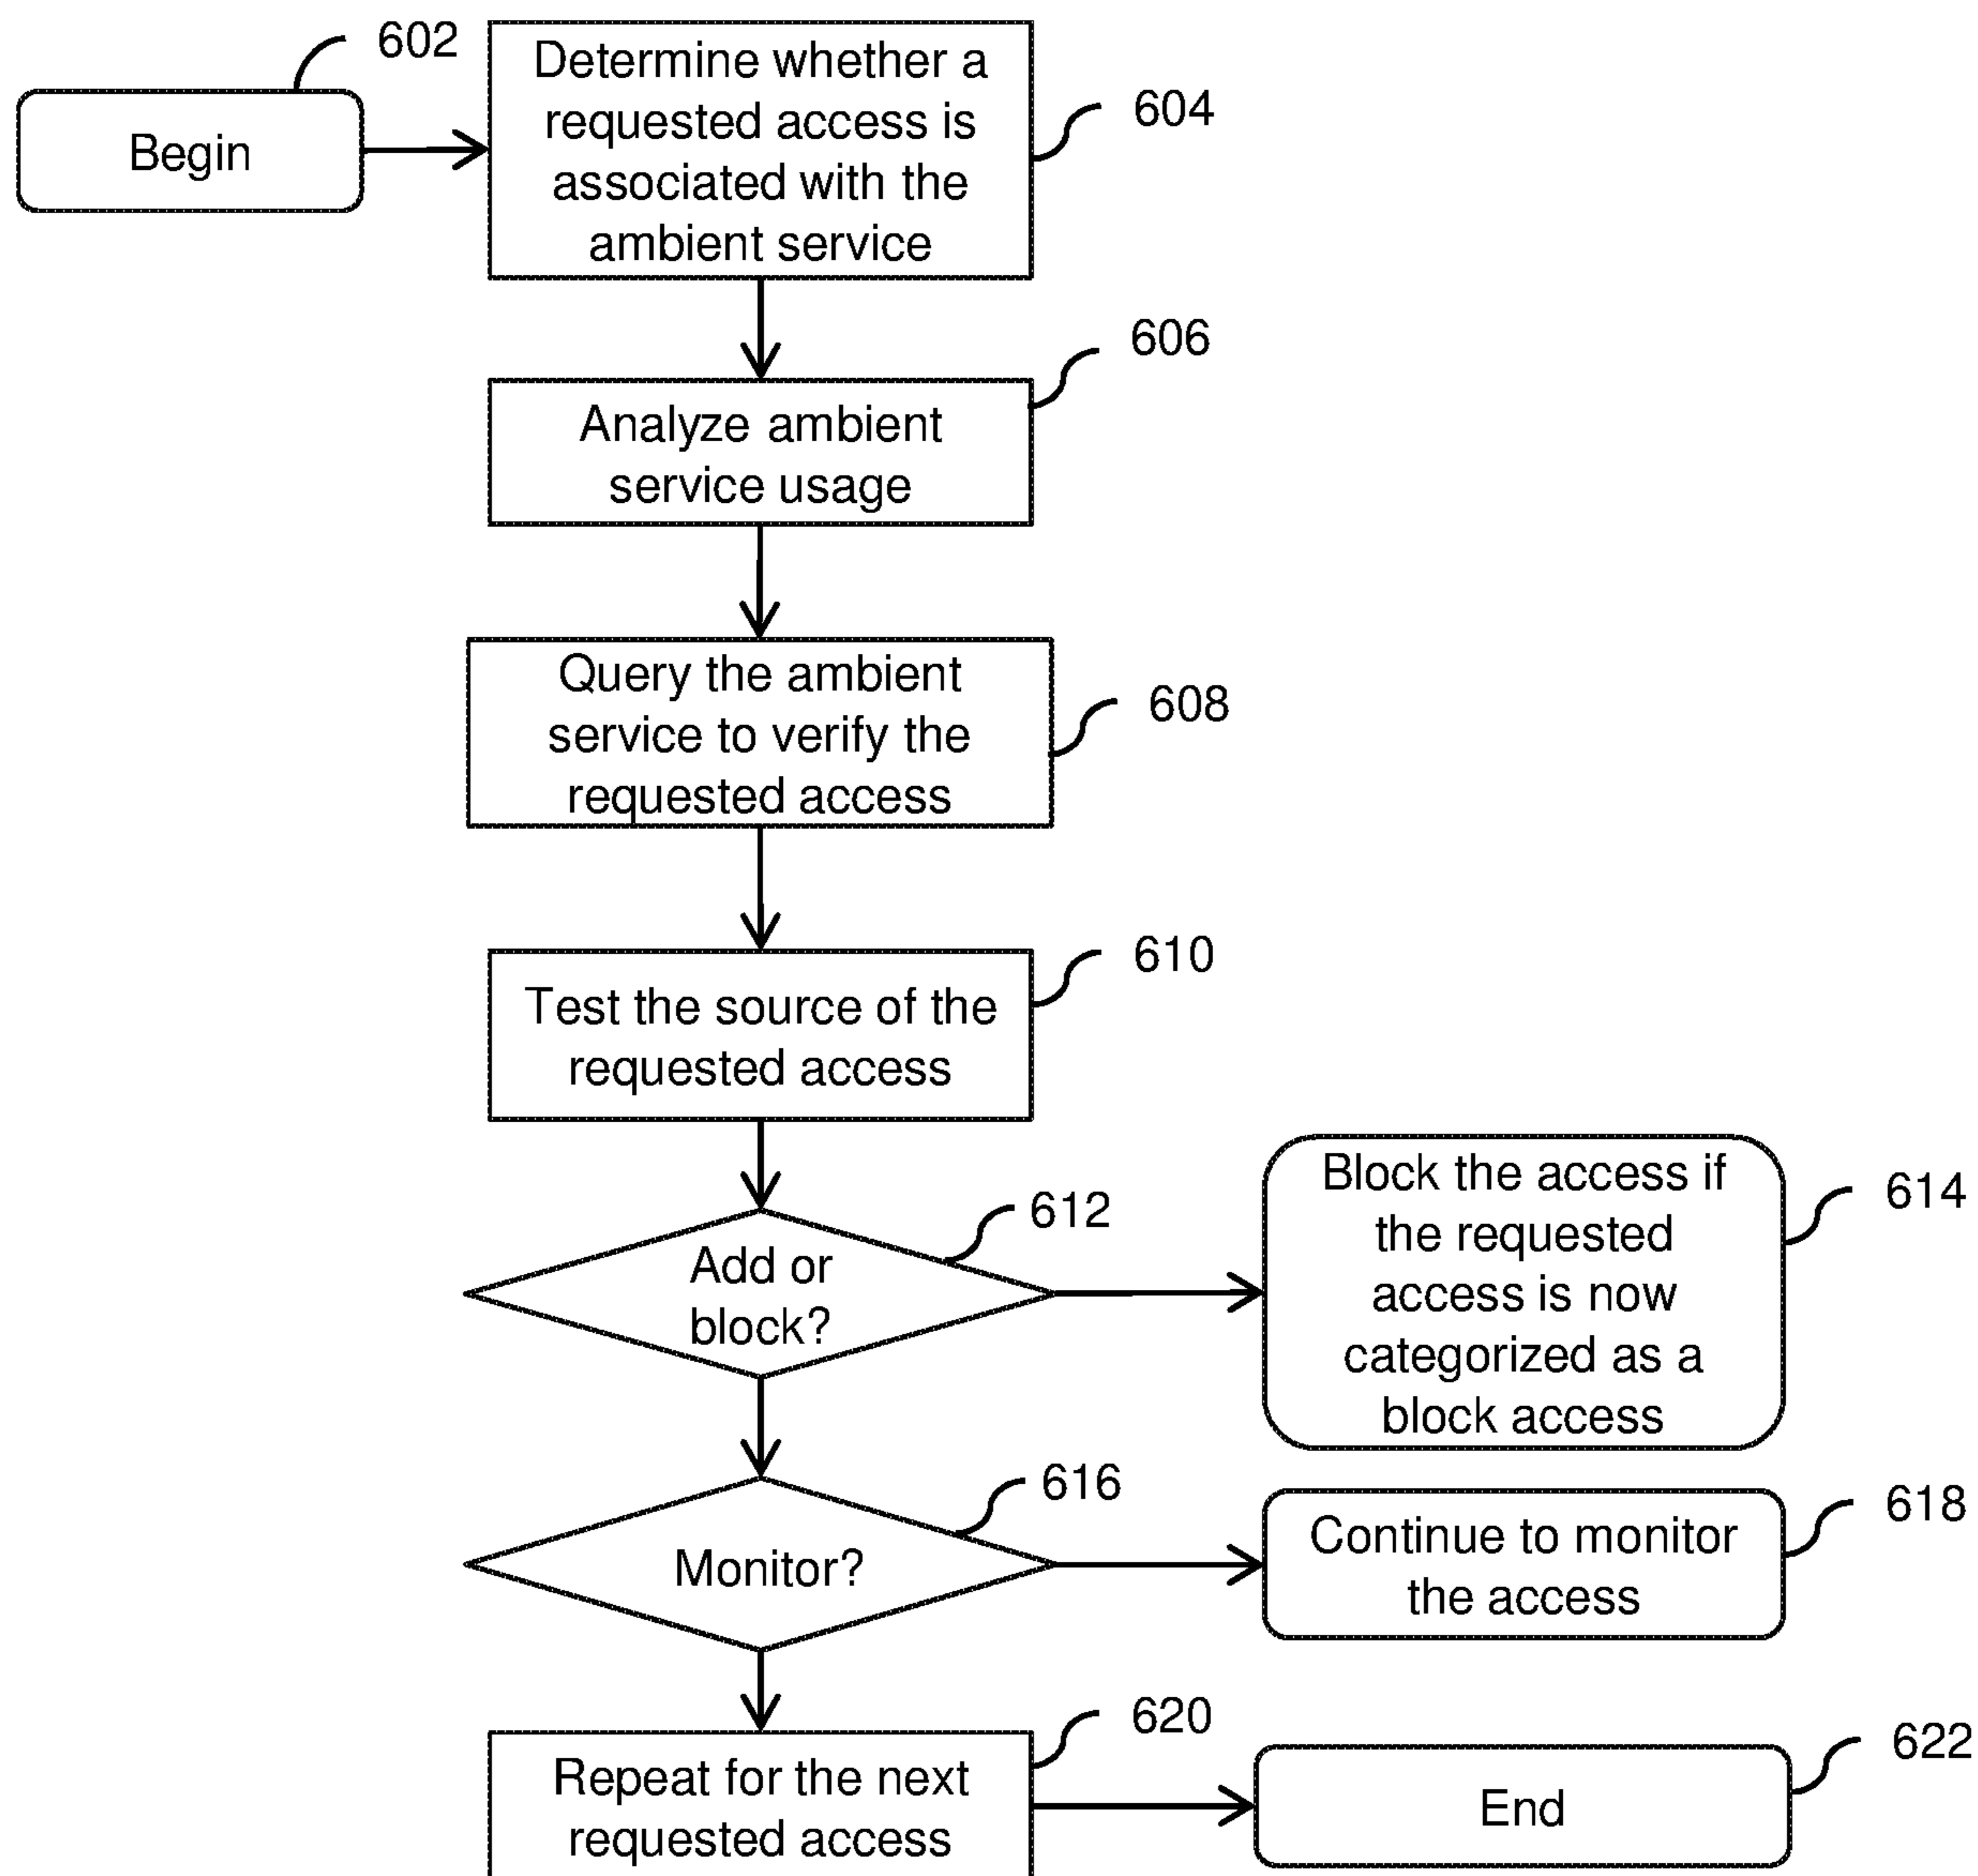 602
Begin
Determine whether a
requested access is
associated with the
ambient service
604
606
Analyze ambient
service usage
608
Query the ambient
service to verify the
requested access
610
Test the source of the
requested access
612
Add or
block?
614
Block the access if
the requested
access is now
categorized as a
block access
616
Monitor?
618
Continue to monitor
the access
620
Repeat for the next
requested access
622
End